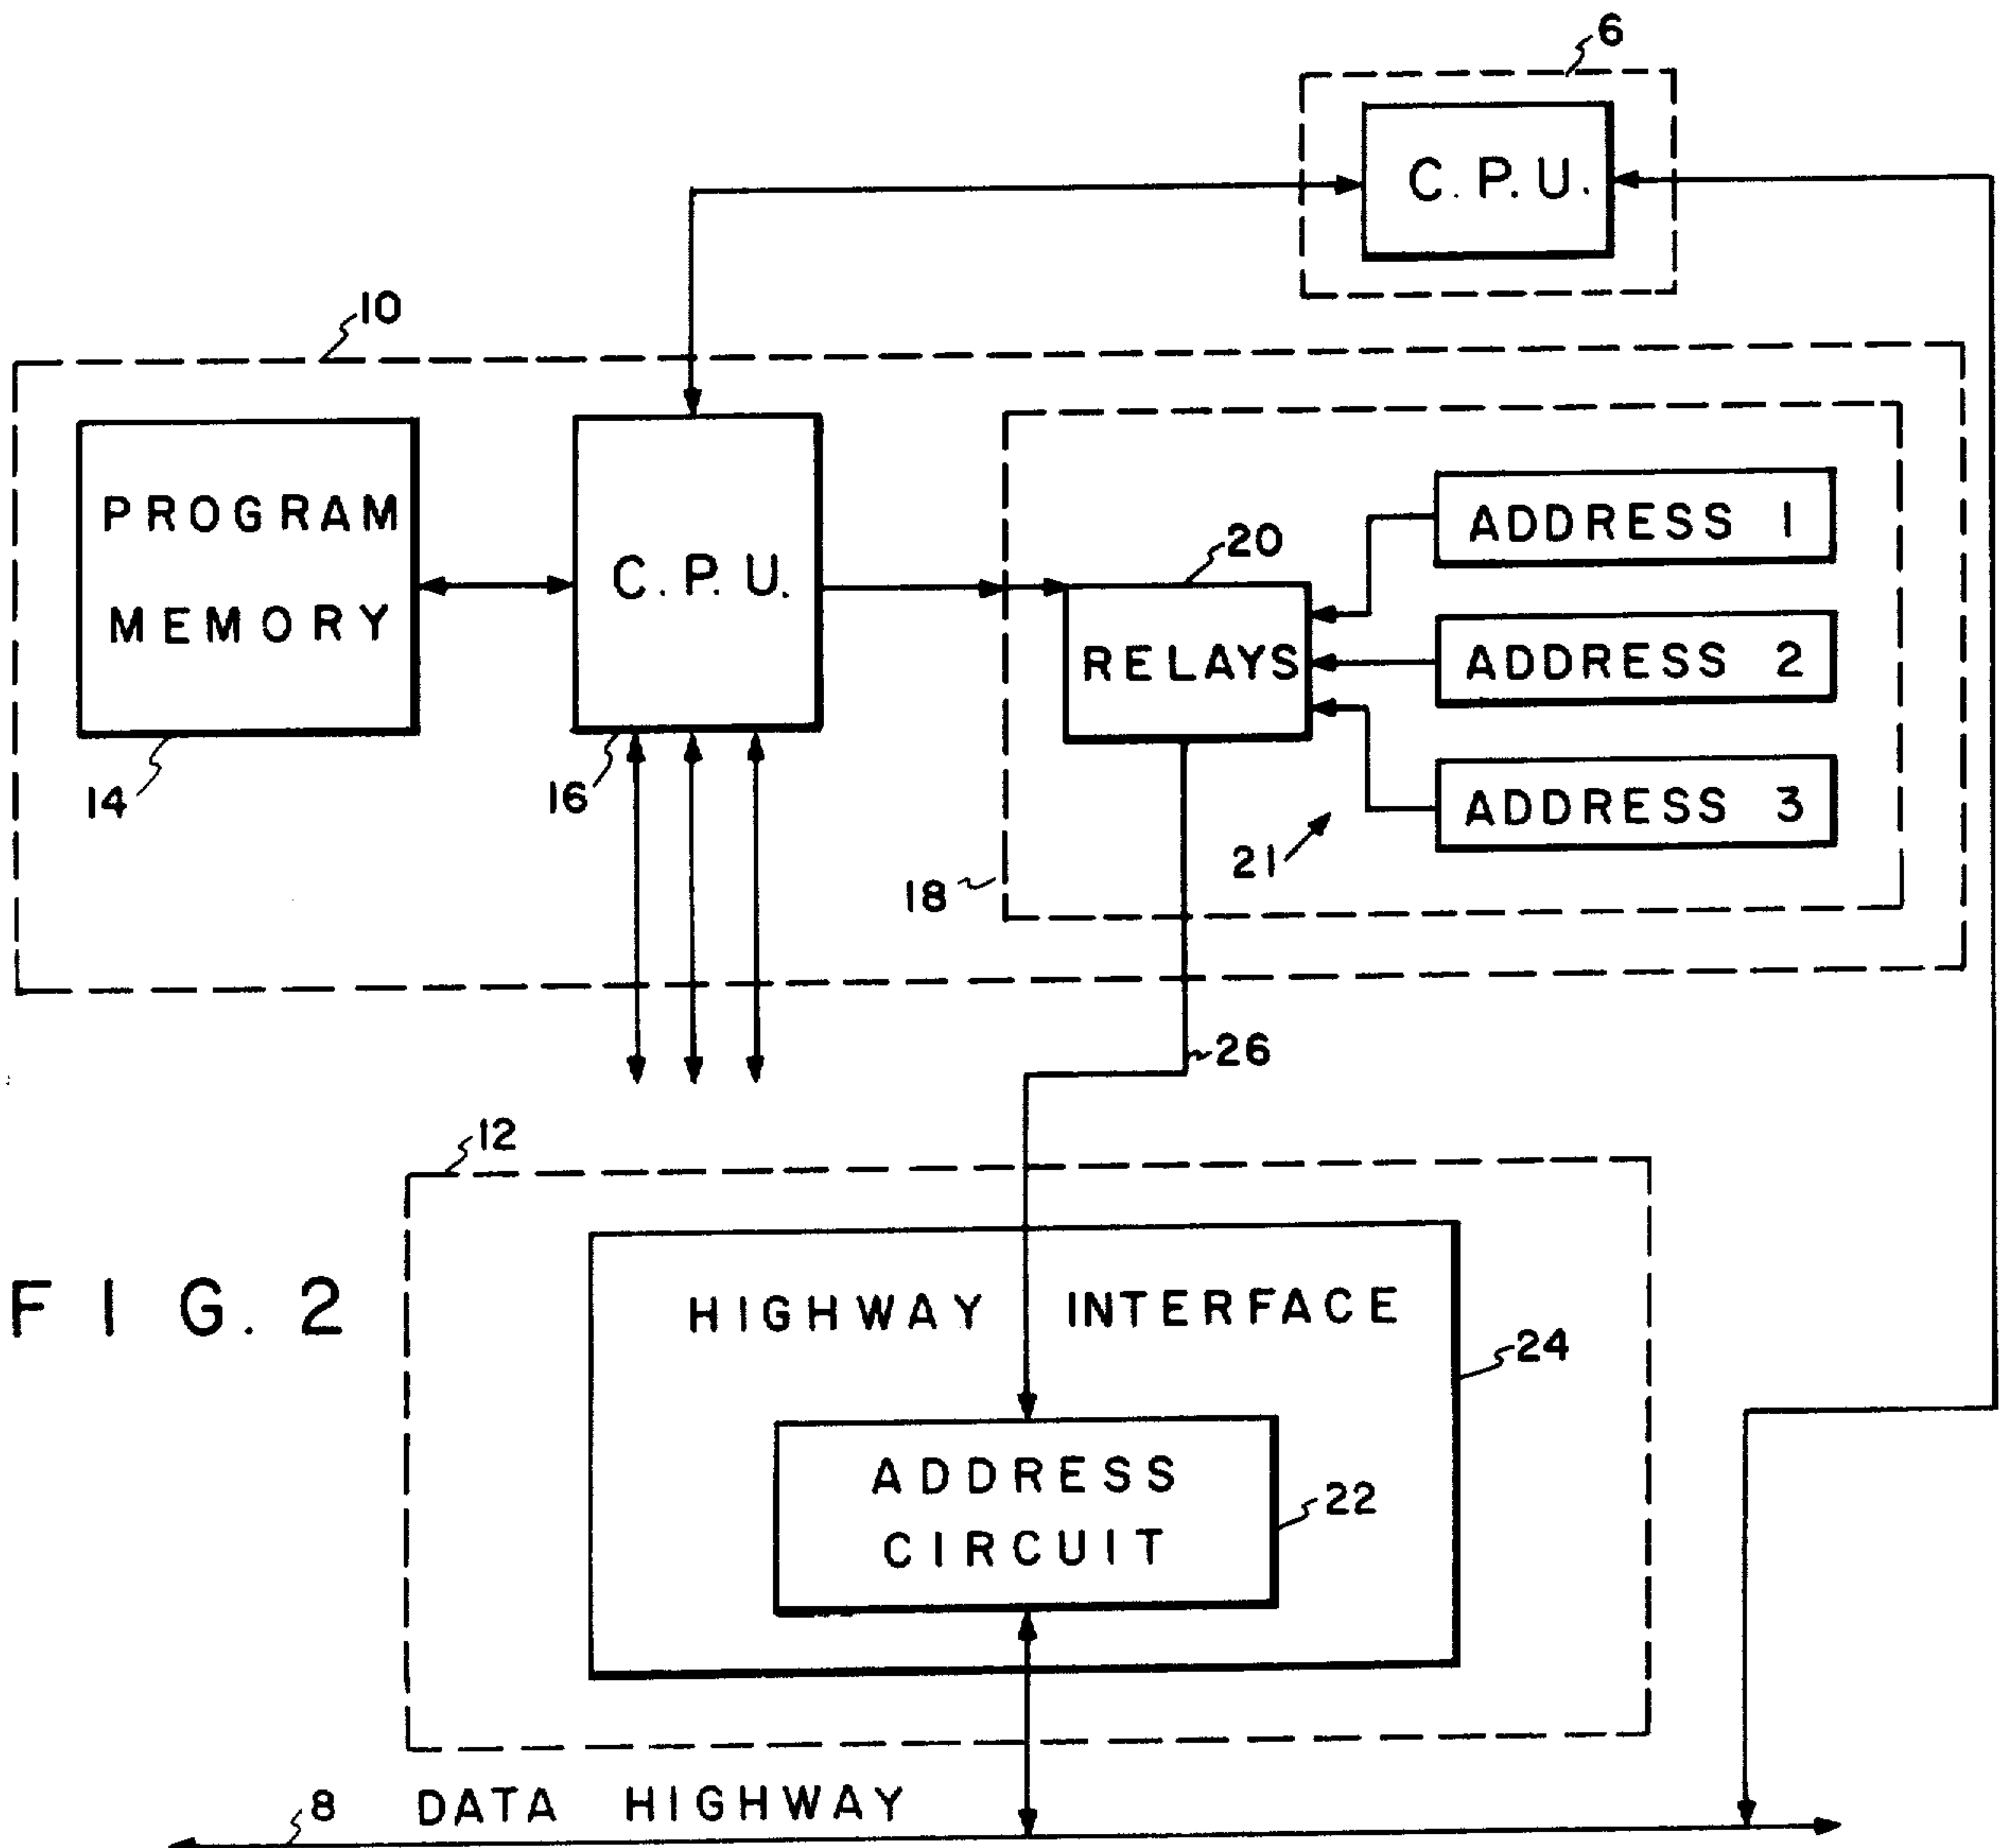 6
C.P.U.
10
PROGRAM
MEMORY
14
C.P.U.
16
20
RELAYS
ADDRESS 1
ADDRESS 2
ADDRESS 3
21
18
26
12
HIGHWAY INTERFACE
24
ADDRESS
CIRCUIT
22
FIG. 2
8 DATA HIGHWAY